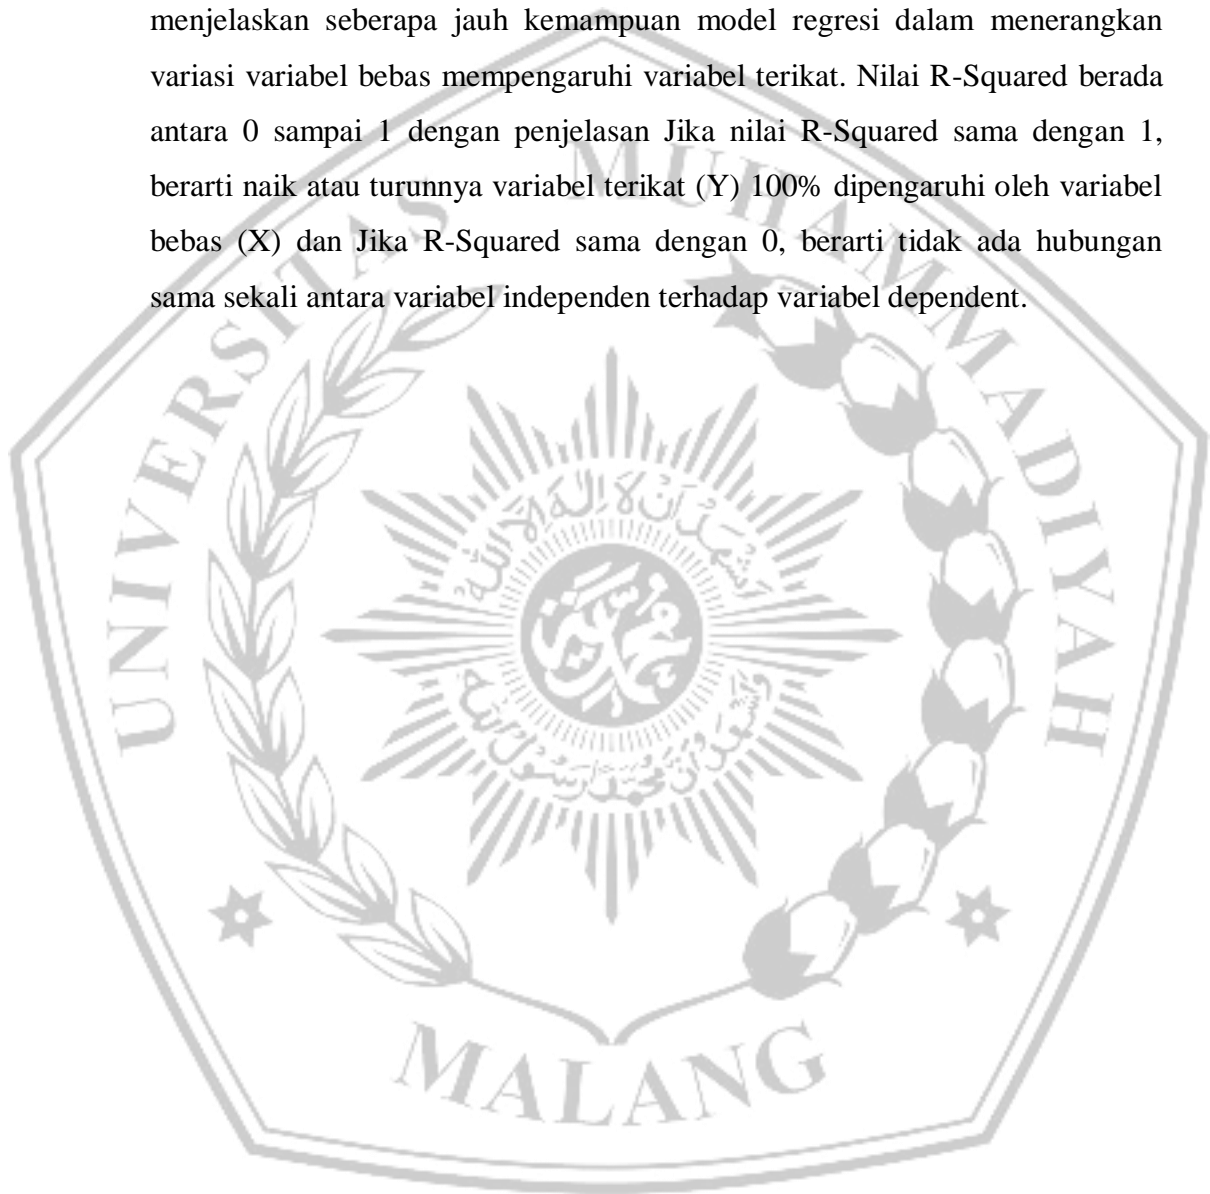 menjelaskan seberapa jauh kemampuan model regresi dalam menerangkan
variasi variabel bebas mempengaruhi variabel terikat. Nilai R-Squared berada
antara 0 sampai 1 dengan penjelasan Jika nilai R-Squared sama dengan 1,
berarti naik atau turunnya variabel terikat (Y) 100% dipengaruhi oleh variabel
bebas (X) dan Jika R-Squared sama dengan 0, berarti tidak ada hubungan
sama sekali antara variabel independen terhadap variabel dependent.
UNIVERSITAS MUHAMMADIYAH
MALANG